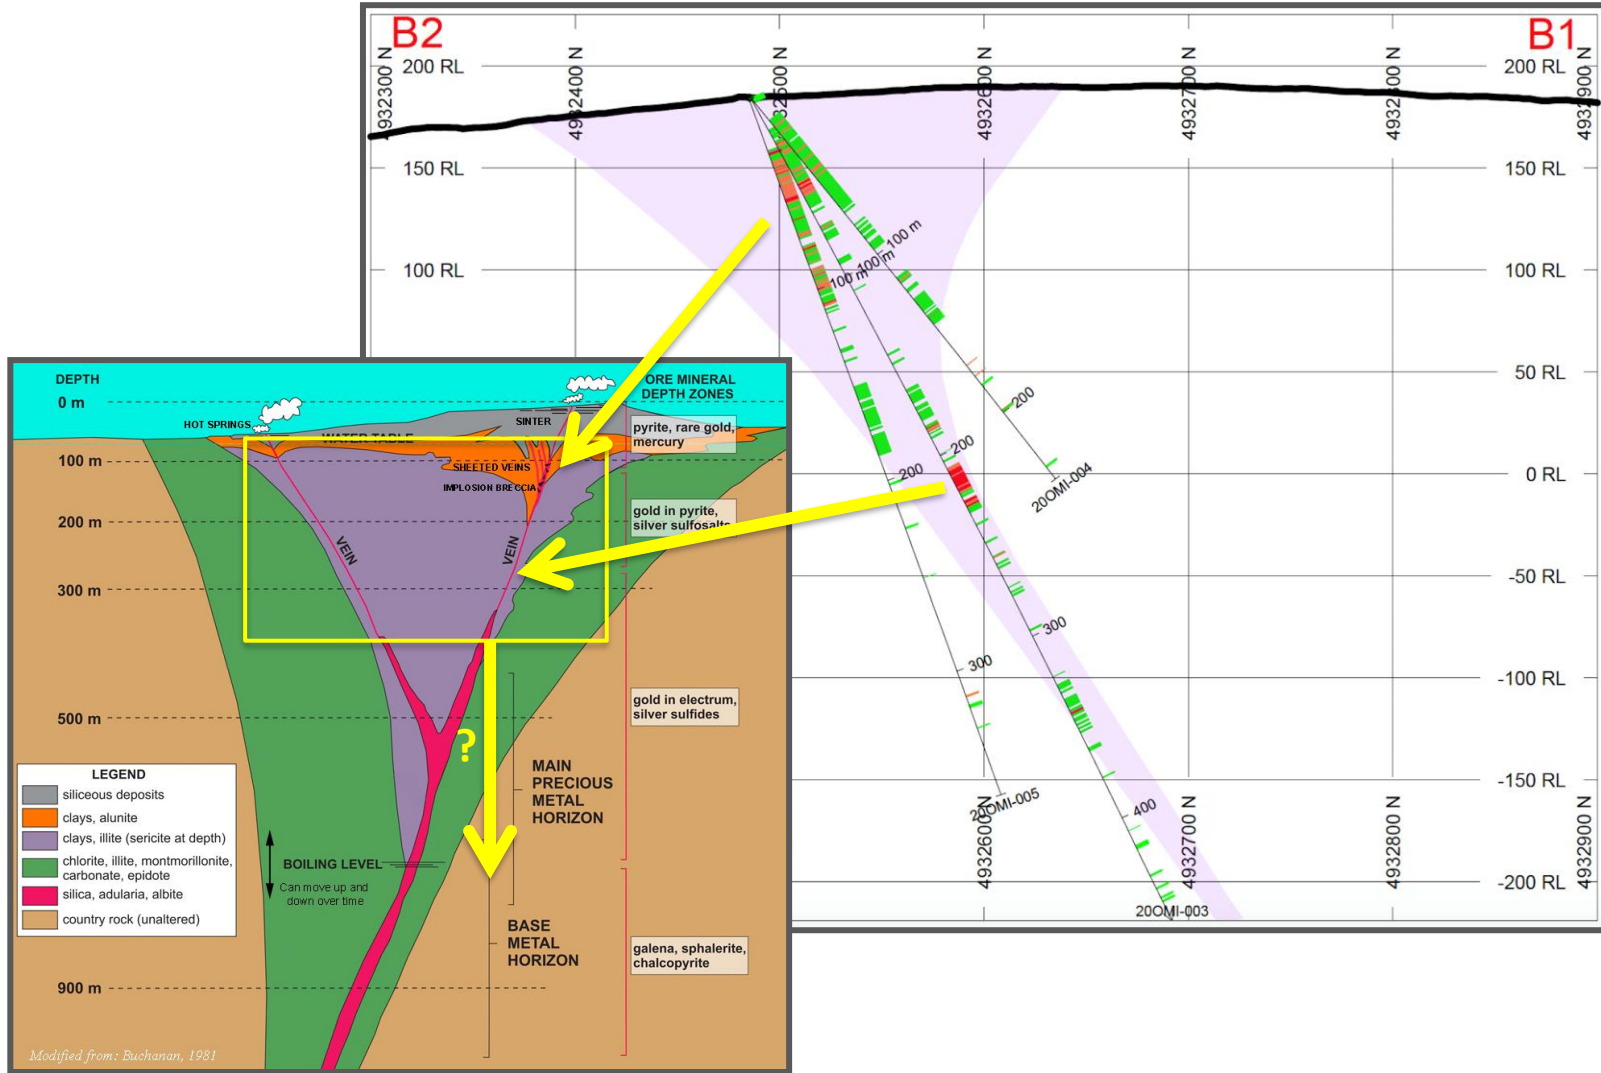 B2
B1
4932300 N
4932400 N
4932500 N
4932600 N
4932700 N
4932800 N
4932900 N
200 RL
200 RL
150 RL
150 RL
100 RL
100 RL
50 RL
0 RL
-50 RL
-100 RL
-150 RL
-200 RL
100 m
100 m
100 m
200
200
200
300
300
400
20OMI-004
20OMI-005
20OMI-003
4932600 N
4932700 N
4932800 N
4932900 N
DEPTH
0 m
100 m
200 m
300 m
500 m
900 m
HOT SPRINGS
SINTER
WATER TABLE
SHEETED VEINS
IMPLOSION BRECCIA
VEIN
VEIN
ORE MINERAL
DEPTH ZONES
pyrite, rare gold,
mercury
gold in pyrite,
silver sulfosalts
gold in electrum,
silver sulfides
galena, sphalerite,
chalcopyrite
?
MAIN
PRECIOUS
METAL
HORIZON
BASE
METAL
HORIZON
BOILING LEVEL
Can move up and
down over time
LEGEND
siliceous deposits
clays, alunite
clays, illite (sericite at depth)
chlorite, illite, montmorillonite,
carbonate, epidote
silica, adularia, albite
country rock (unaltered)
Modified from: Buchanan, 1981